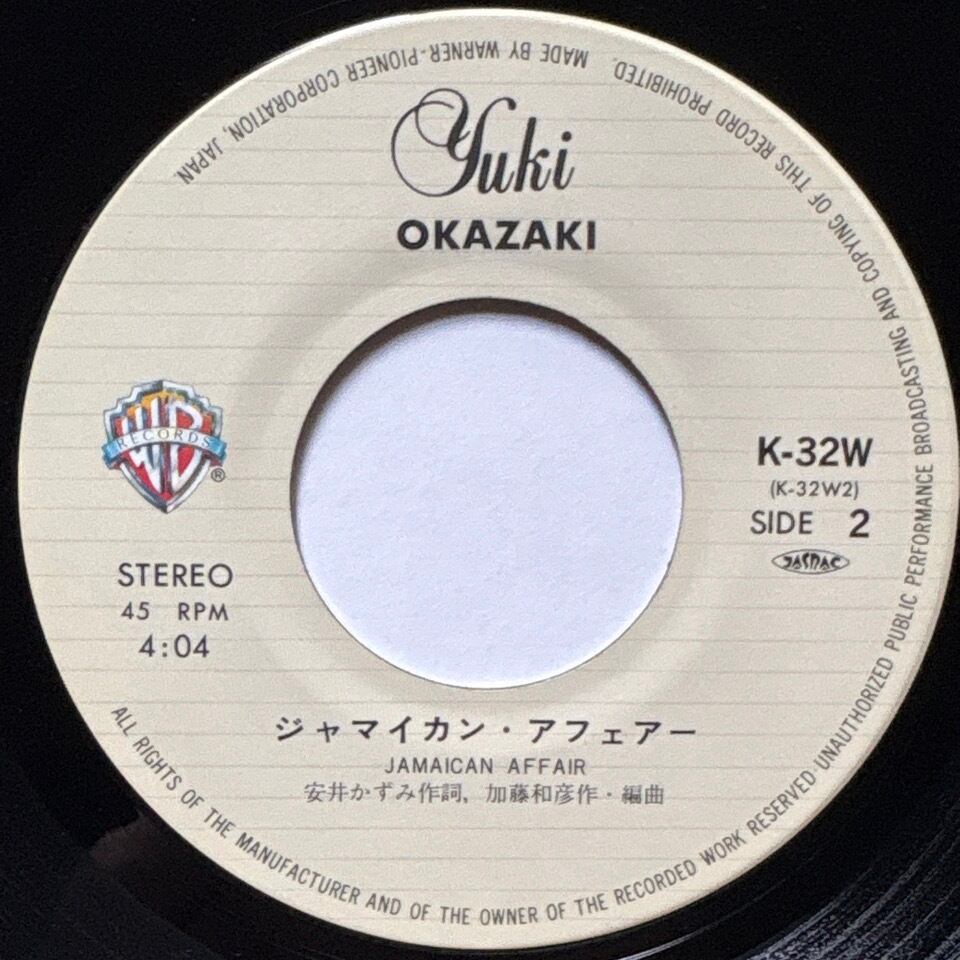 Yuki
OKAZAKI
WB
RECORDS
®
K-32W
(K-32W2)
SIDE 2
JASRAC
STEREO
45 RPM
4:04
ジャマイカン・アフェアー
JAMAICAN AFFAIR
安井かずみ作詞，加藤和彦作・編曲
ALL RIGHTS OF THE MANUFACTURER AND OF THE OWNER OF THE RECORDED WORK RESERVED UNAUTHORIZED PUBLIC PERFORMANCE BROADCASTING AND COPYING OF THIS RECORD PROHIBITED. MADE BY WARNER-PIONEER CORPORATION, JAPAN.